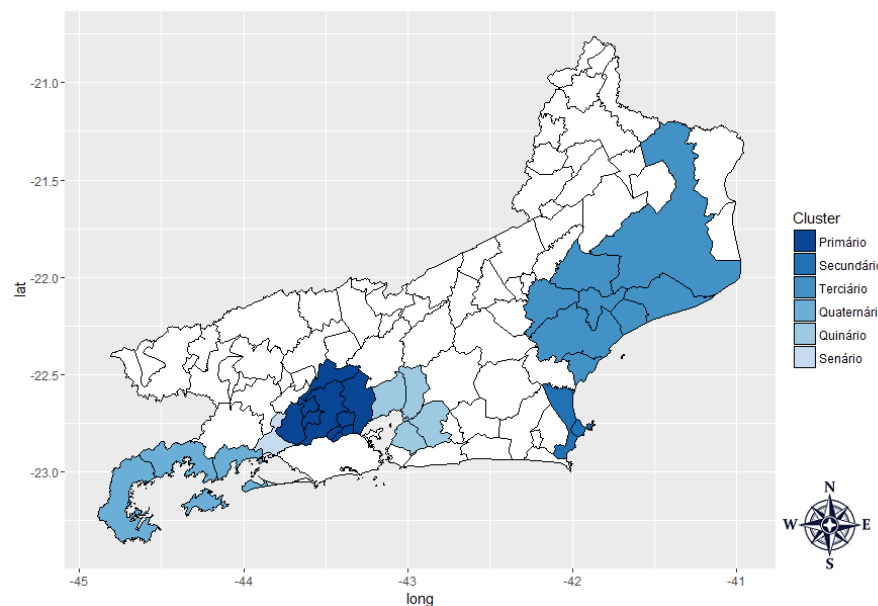 -21.0
-21.5
-22.0
-22.5
-23.0
lat
-45
-44
-43
-42
-41
long
Cluster
Primário
Secundári
Terciário
Quaternári
Quinário
Senário
N
W E
S